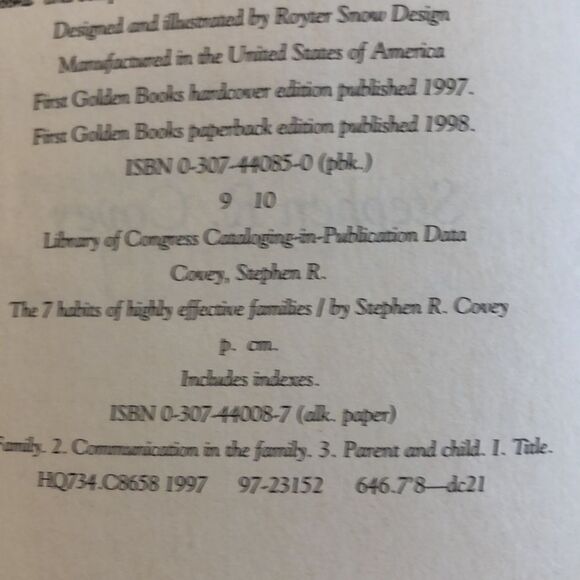 Designed and illustrated by Royter Snow Design
Manufactured in the United States of America
First Golden Books hardcover edition published 1997.
First Golden Books paperback edition published 1998.
ISBN 0-307-44085-0 (pbk.)
9 10
Library of Congress Cataloging-in-Publication Data
Covey, Stephen R.
The 7 habits of highly effective families / by Stephen R. Covey
p. cm.
Includes indexes.
ISBN 0-307-44008-7 (alk. paper)
Family. 2. Communication in the family. 3. Parent and child. I. Title.
HQ734.C8658 1997 97-23152 646.7'8—dc21